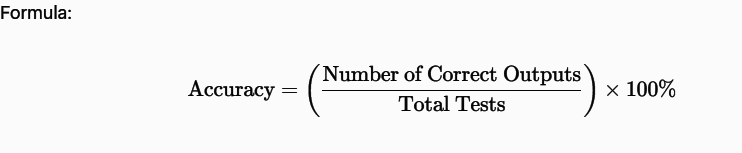 Formula:
Accuracy = (Number of Correct Outputs / Total Tests) × 100%